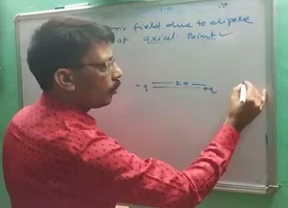 field due to dipole
at axial point
-q 2a +q